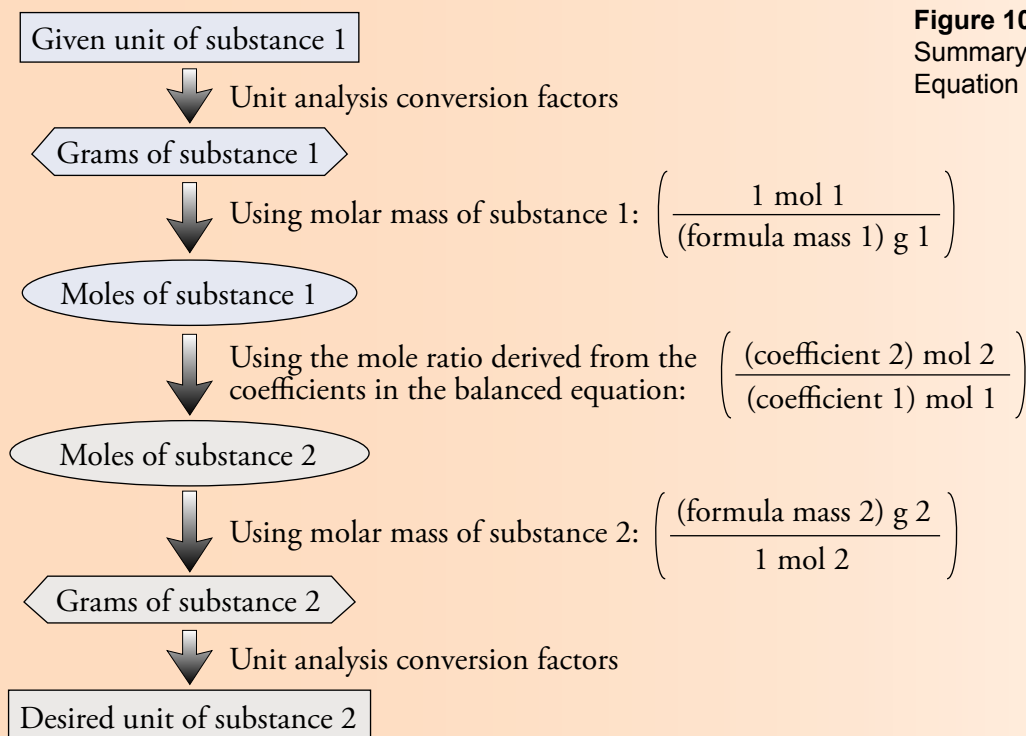 Given unit of substance 1
Figure 10
Summary
Equation
Unit analysis conversion factors
Grams of substance 1
Using molar mass of substance 1: ( 1 mol 1 / (formula mass 1) g 1 )
Moles of substance 1
Using the mole ratio derived from the
coefficients in the balanced equation: ( (coefficient 2) mol 2 / (coefficient 1) mol 1 )
Moles of substance 2
Using molar mass of substance 2: ( (formula mass 2) g 2 / 1 mol 2 )
Grams of substance 2
Unit analysis conversion factors
Desired unit of substance 2